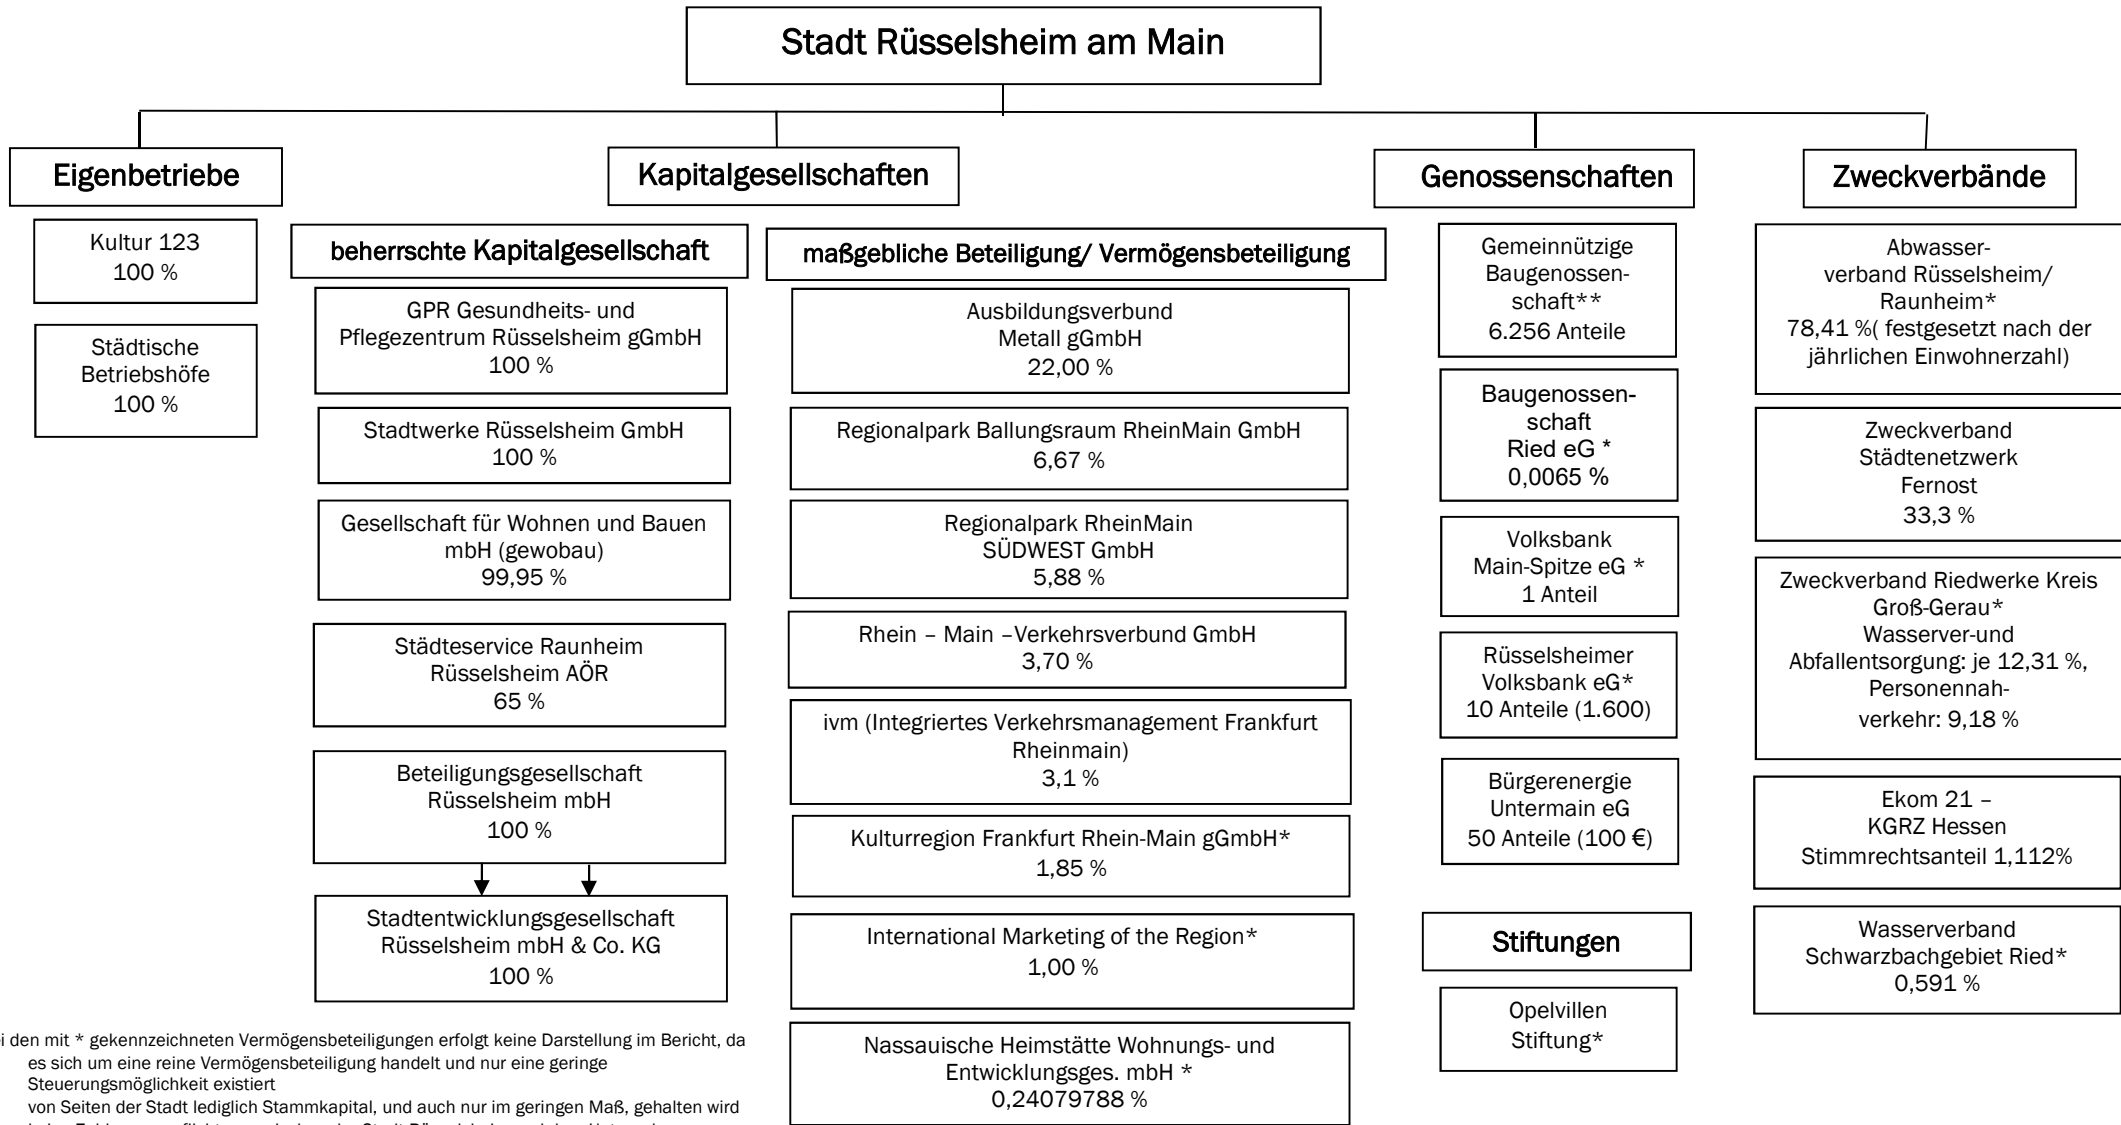 Stadt Rüsselsheim am Main
Eigenbetriebe
Kultur 123
100 %
Städtische
Betriebshöfe
100 %
Kapitalgesellschaften
beherrschte Kapitalgesellschaft
GPR Gesundheits- und
Pflegezentrum Rüsselsheim gGmbH
100 %
Stadtwerke Rüsselsheim GmbH
100 %
Gesellschaft für Wohnen und Bauen
mbH (gewobau)
99,95 %
Städteservice Raunheim
Rüsselsheim AÖR
65 %
Beteiligungsgesellschaft
Rüsselsheim mbH
100 %
Stadtentwicklungsgesellschaft
Rüsselsheim mbH & Co. KG
100 %
maßgebliche Beteiligung/ Vermögensbeteiligung
Ausbildungsverbund
Metall gGmbH
22,00 %
Regionalpark Ballungsraum RheinMain GmbH
6,67 %
Regionalpark RheinMain
SÜDWEST GmbH
5,88 %
Rhein – Main –Verkehrsverbund GmbH
3,70 %
ivm (Integriertes Verkehrsmanagement Frankfurt
Rheinmain)
3,1 %
Kulturregion Frankfurt Rhein-Main gGmbH*
1,85 %
International Marketing of the Region*
1,00 %
Nassauische Heimstätte Wohnungs- und
Entwicklungsges. mbH *
0,24079788 %
Genossenschaften
Gemeinnützige
Baugenossen-
schaft**
6.256 Anteile
Baugenossen-
schaft
Ried eG *
0,0065 %
Volksbank
Main-Spitze eG *
1 Anteil
Rüsselsheimer
Volksbank eG*
10 Anteile (1.600)
Bürgerenergie
Untermain eG
50 Anteile (100 €)
Stiftungen
Opelvillen
Stiftung*
Zweckverbände
Abwasser-
verband Rüsselsheim/
Raunheim*
78,41 %( festgesetzt nach der
jährlichen Einwohnerzahl)
Zweckverband
Städtenetzwerk
Fernost
33,3 %
Zweckverband Riedwerke Kreis
Groß-Gerau*
Wasserver-und
Abfallentsorgung: je 12,31 %,
Personennah-
verkehr: 9,18 %
Ekom 21 –
KGRZ Hessen
Stimmrechtsanteil 1,112%
Wasserverband
Schwarzbachgebiet Ried*
0,591 %
ei den mit * gekennzeichneten Vermögensbeteiligungen erfolgt keine Darstellung im Bericht, da
es sich um eine reine Vermögensbeteiligung handelt und nur eine geringe
Steuerungsmöglichkeit existiert
von Seiten der Stadt lediglich Stammkapital, und auch nur im geringen Maß, gehalten wird